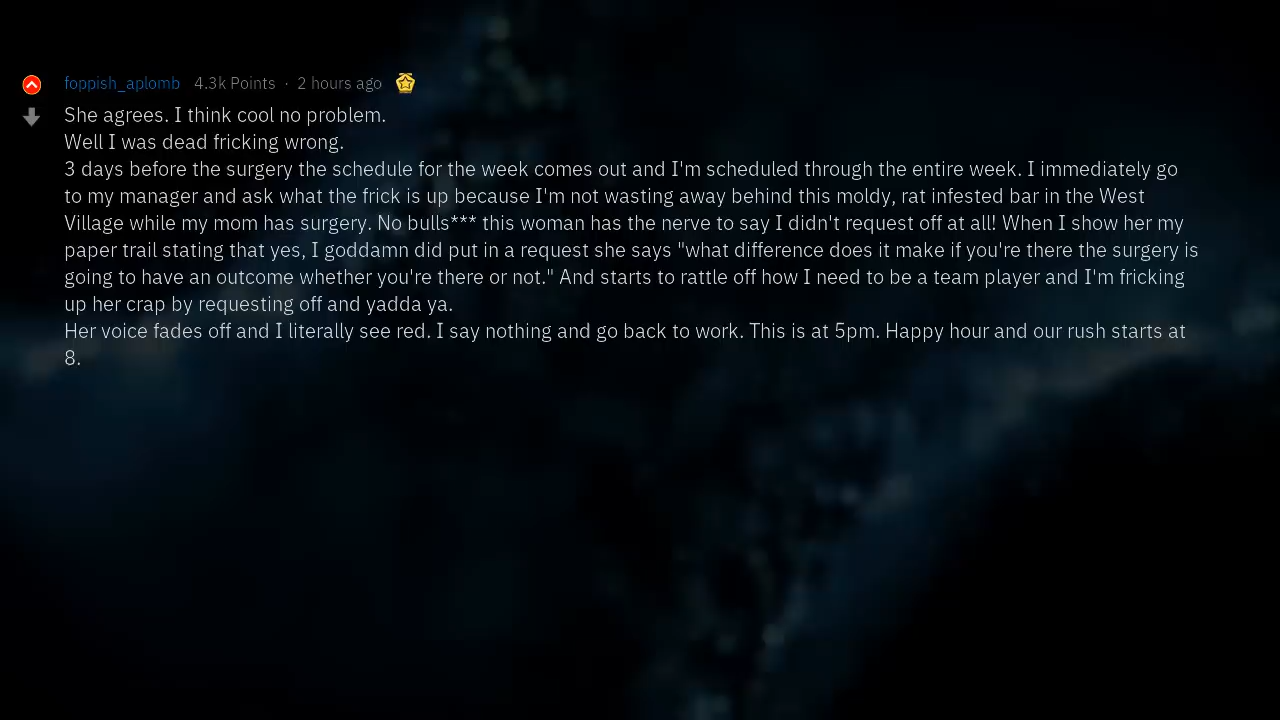 foppish_aplomb 4.3k Points · 2 hours ago
She agrees. I think cool no problem.
Well I was dead fricking wrong.
3 days before the surgery the schedule for the week comes out and I'm scheduled through the entire week. I immediately go
to my manager and ask what the frick is up because I'm not wasting away behind this moldy, rat infested bar in the West
Village while my mom has surgery. No bulls*** this woman has the nerve to say I didn't request off at all! When I show her my
paper trail stating that yes, I goddamn did put in a request she says "what difference does it make if you're there the surgery is
going to have an outcome whether you're there or not." And starts to rattle off how I need to be a team player and I'm fricking
up her crap by requesting off and yadda ya.
Her voice fades off and I literally see red. I say nothing and go back to work. This is at 5pm. Happy hour and our rush starts at
8.